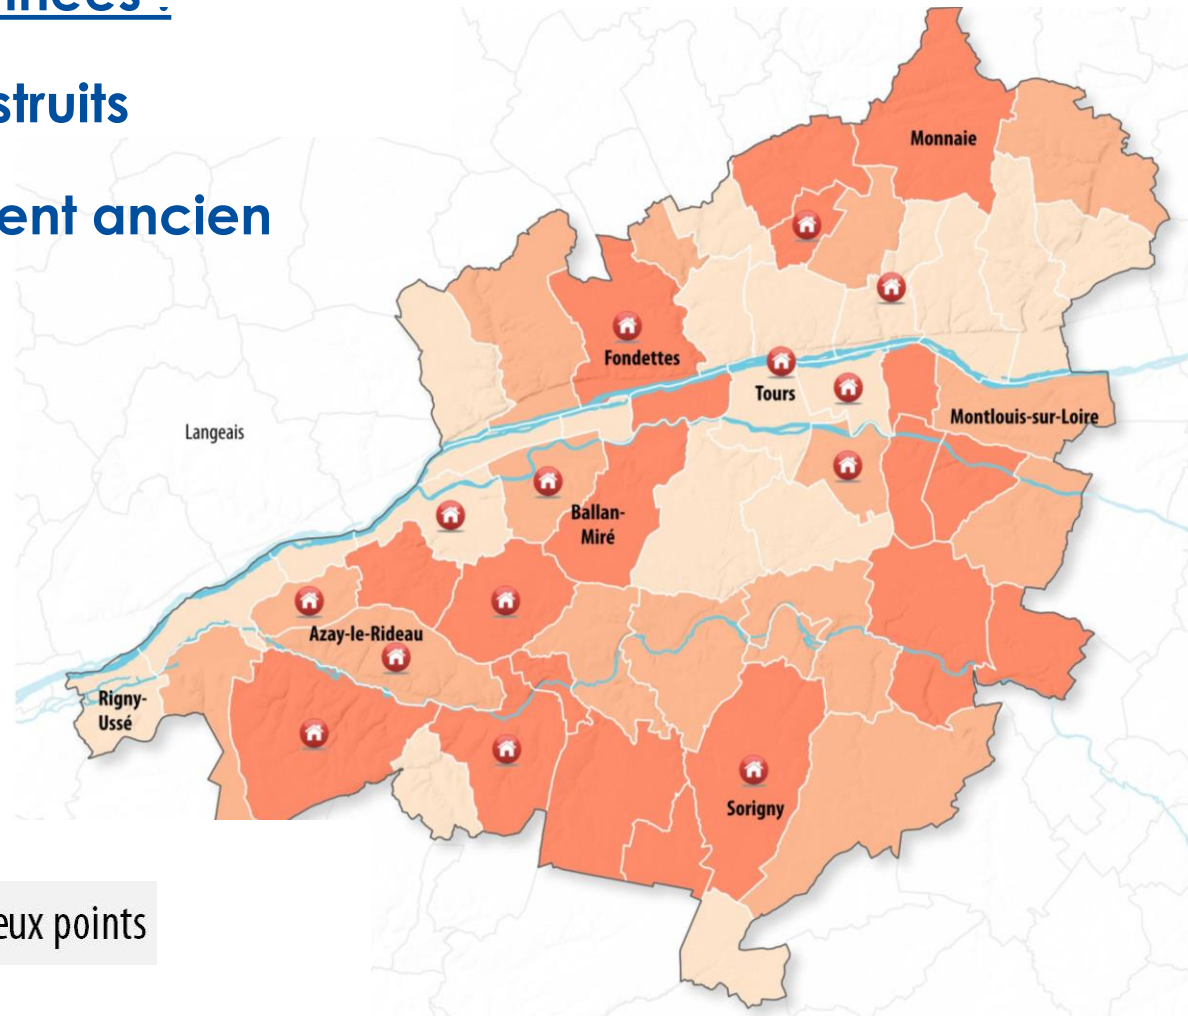 struits
ent ancien
Monnaie
Fondettes
Tours
Montlouis-sur-Loire
Langeais
Ballan-
Miré
Azay-le-Rideau
Rigny-
Ussé
Sorigny
eux points